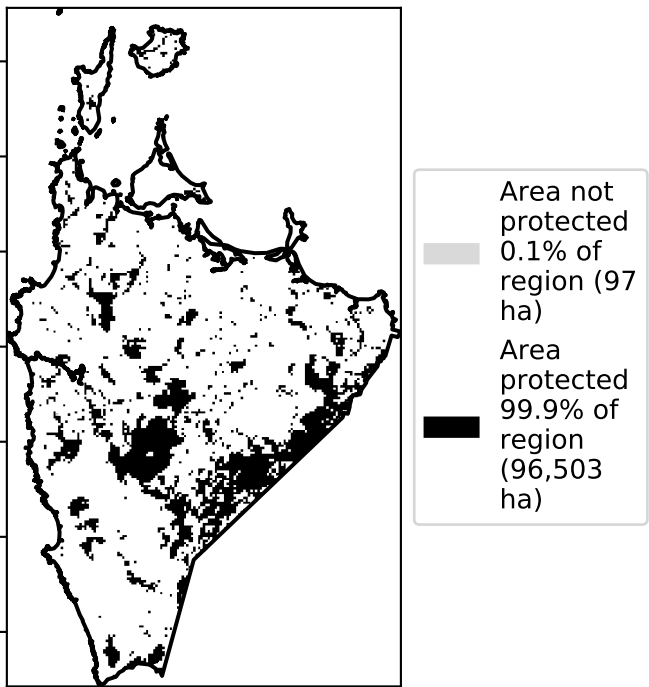 Area not
protected
0.1% of
region (97
ha)
Area
protected
99.9% of
region
(96,503
ha)